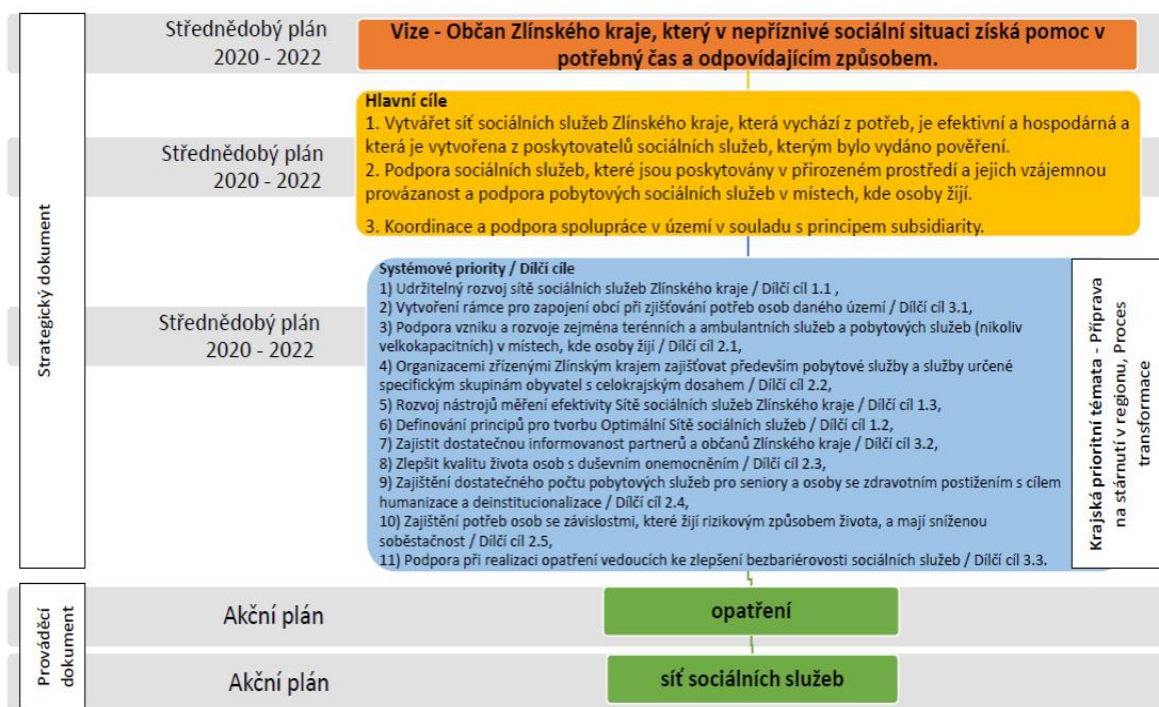 Strategický dokument
Střednědobý plán
2020 - 2022
Vize - Občan Zlínského kraje, který v nepříznivé sociální situaci získá pomoc v
potřebný čas a odpovídajícím způsobem.
Střednědobý plán
2020 - 2022
Hlavní cíle
1. Vytvářet síť sociálních služeb Zlínského kraje, která vychází z potřeb, je efektivní a hospodárná a
která je vytvořena z poskytovatelů sociálních služeb, kterým bylo vydáno pověření.
2. Podpora sociálních služeb, které jsou poskytovány v přirozeném prostředí a jejich vzájemnou
provázanost a podpora pobytových sociálních služeb v místech, kde osoby žijí.
3. Koordinace a podpora spolupráce v území v souladu s principem subsidiarity.
Střednědobý plán
2020 - 2022
Systémové priority / Dílčí cíle
1) Udržitelný rozvoj sítě sociálních služeb Zlínského kraje / Dílčí cíl 1.1 ,
2) Vytvoření rámce pro zapojení obcí při zjišťování potřeb osob daného území / Dílčí cíl 3.1,
3) Podpora vzniku a rozvoje zejména terénních a ambulantních služeb a pobytových služeb (nikoliv
velkokapacitních) v místech, kde osoby žijí / Dílčí cíl 2.1,
4) Organizacemi zřízenými Zlínským krajem zajišťovat především pobytové služby a služby určené
specifickým skupinám obyvatel s celokrajským dosahem / Dílčí cíl 2.2,
5) Rozvoj nástrojů měření efektivity Sítě sociálních služeb Zlínského kraje / Dílčí cíl 1.3,
6) Definování principů pro tvorbu Optimální Sítě sociálních služeb / Dílčí cíl 1.2,
7) Zajistit dostatečnou informovanost partnerů a občanů Zlínského kraje / Dílčí cíl 3.2,
8) Zlepšit kvalitu života osob s duševním onemocněním / Dílčí cíl 2.3,
9) Zajištění dostatečného počtu pobytových služeb pro seniory a osoby se zdravotním postižením s cílem
humanizace a deinstitucionalizace / Dílčí cíl 2.4,
10) Zajištění potřeb osob se závislostmi, které žijí rizikovým způsobem života, a mají sníženou
soběstačnost / Dílčí cíl 2.5,
11) Podpora při realizaci opatření vedoucích ke zlepšení bezbariérovosti sociálních služeb / Dílčí cíl 3.3.
Krajská prioritní témata - Příprava
na stárnutí v regionu, Proces
transformace
Prováděcí
dokument
Akční plán
opatření
Akční plán
síť sociálních služeb